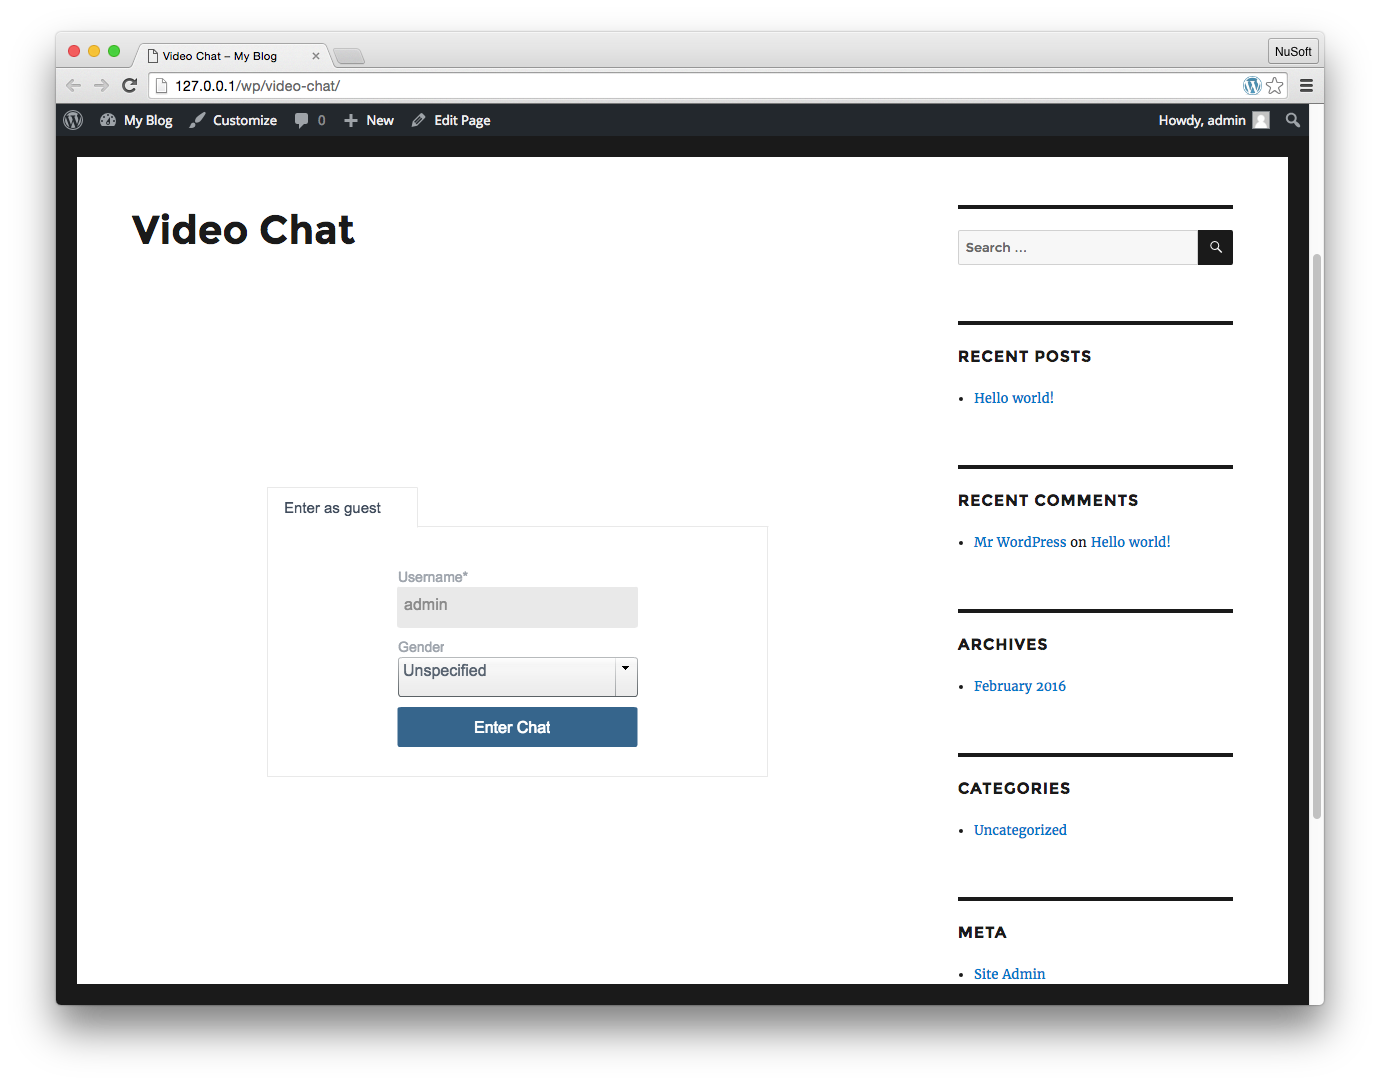 Video Chat – My Blog
NuSoft
127.0.0.1/wp/video-chat/
My Blog Customize 0 New Edit Page Howdy, admin
Video Chat
Search ...
RECENT POSTS
Hello world!
RECENT COMMENTS
Mr WordPress on Hello world!
ARCHIVES
February 2016
CATEGORIES
Uncategorized
META
Site Admin
Enter as guest
Username*
admin
Gender
Unspecified
Enter Chat